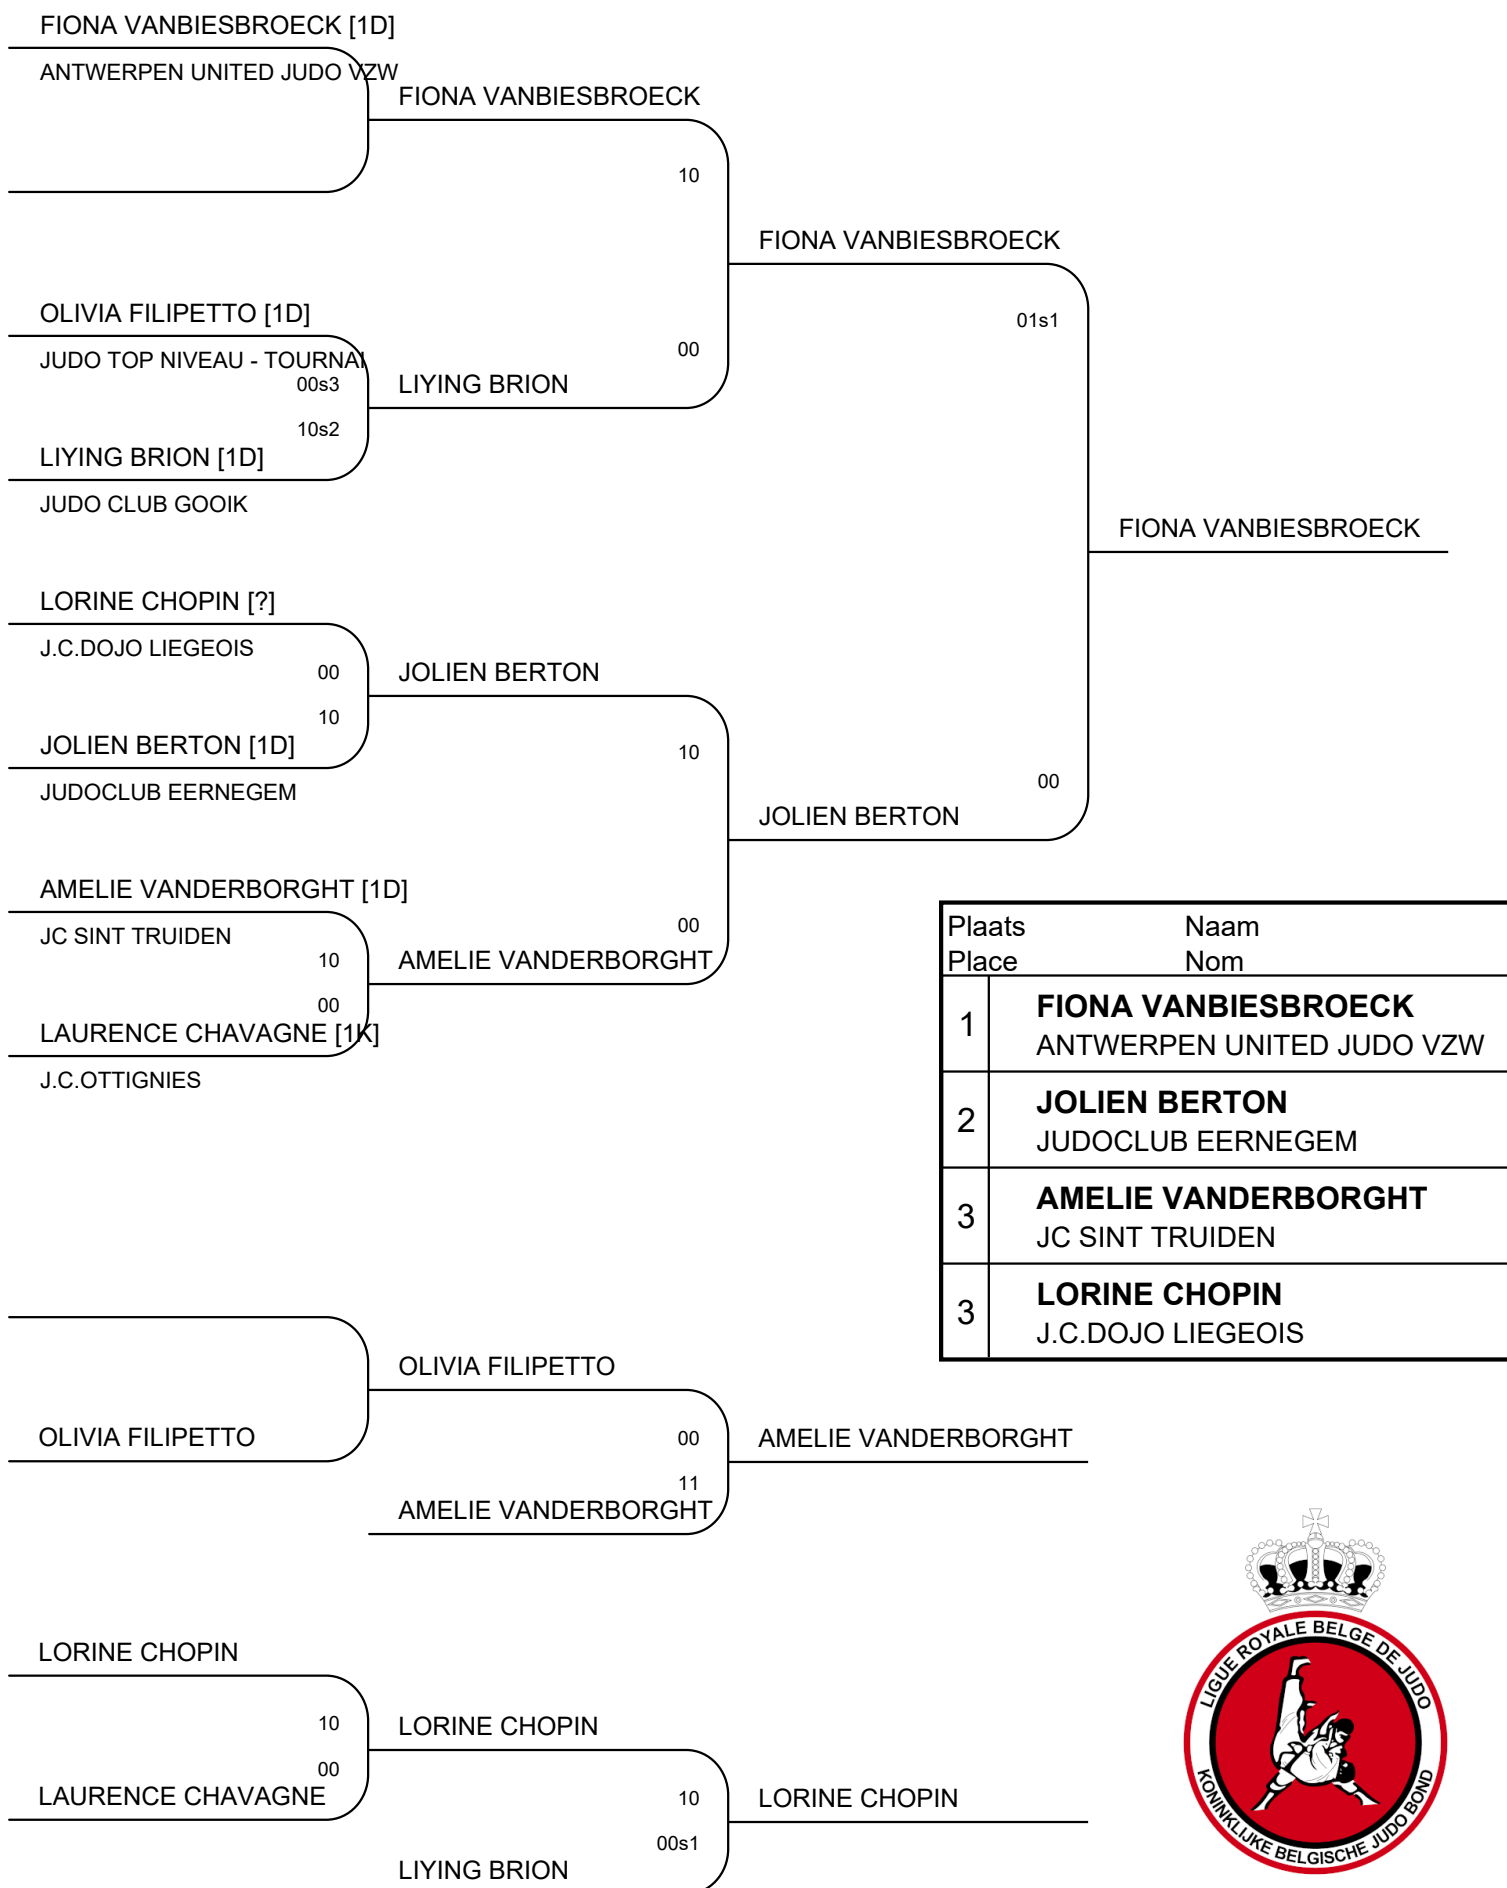 FIONA VANBIESBROECK [1D]
ANTWERPEN UNITED JUDO VZW
FIONA VANBIESBROECK
10
FIONA VANBIESBROECK
OLIVIA FILIPETTO [1D]
01s1
JUDO TOP NIVEAU - TOURNAI
00
00s3
LIYING BRION
10s2
LIYING BRION [1D]
JUDO CLUB GOOIK
FIONA VANBIESBROECK
LORINE CHOPIN [?]
J.C.DOJO LIEGEOIS
00
JOLIEN BERTON
10
JOLIEN BERTON [1D]
10
JUDOCLUB EERNEGEM
00
JOLIEN BERTON
AMELIE VANDERBORGHT [1D]
JC SINT TRUIDEN
00
10
AMELIE VANDERBORGHT
00
LAURENCE CHAVAGNE [1K]
J.C.OTTIGNIES
Plaats Naam
Place Nom
1 FIONA VANBIESBROECK
ANTWERPEN UNITED JUDO VZW
2 JOLIEN BERTON
JUDOCLUB EERNEGEM
3 AMELIE VANDERBORGHT
JC SINT TRUIDEN
3 LORINE CHOPIN
J.C.DOJO LIEGEOIS
OLIVIA FILIPETTO
OLIVIA FILIPETTO
00
AMELIE VANDERBORGHT
11
AMELIE VANDERBORGHT
LORINE CHOPIN
10
LORINE CHOPIN
00
LAURENCE CHAVAGNE
10
LORINE CHOPIN
00s1
LIYING BRION
LIGUE ROYALE BELGE DE JUDO
KONINKLIJKE BELGISCHE JUDO BOND